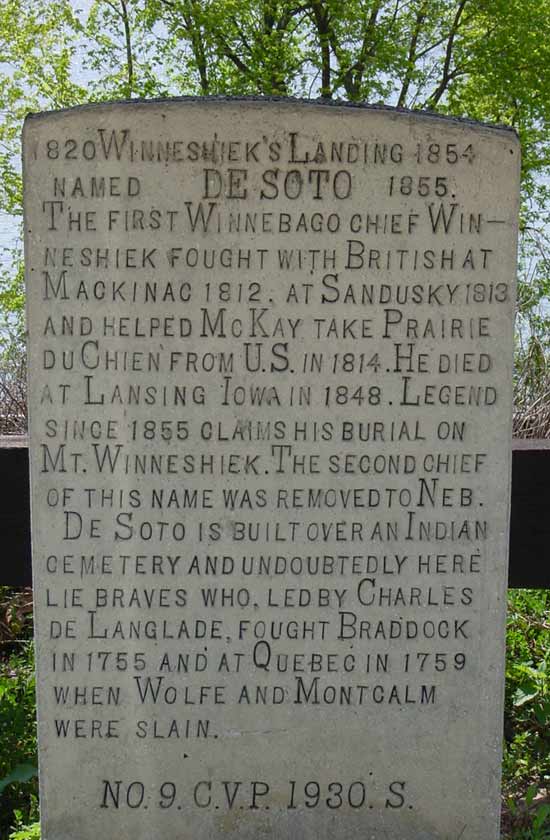 1820 WINNESHIEK'S LANDING 1854
NAMED DE SOTO 1855.
THE FIRST WINNEBAGO CHIEF WIN-
NESHIEK FOUGHT WITH BRITISH AT
MACKINAC 1812. AT SANDUSKY 1813
AND HELPED MCKAY TAKE PRAIRIE
DU CHIEN FROM U.S. IN 1814. HE DIED
AT LANSING IOWA IN 1848. LEGEND
SINCE 1855 CLAIMS HIS BURIAL ON
MT. WINNESHIEK. THE SECOND CHIEF
OF THIS NAME WAS REMOVED TO NEB.
DE SOTO IS BUILT OVER AN INDIAN
CEMETERY AND UNDOUBTEDLY HERE
LIE BRAVES WHO, LED BY CHARLES
DE LANGLADE, FOUGHT BRADDOCK
IN 1755 AND AT QUEBEC IN 1759
WHEN WOLFE AND MONTCALM
WERE SLAIN.
NO. 9. C.V.P. 1930. S.